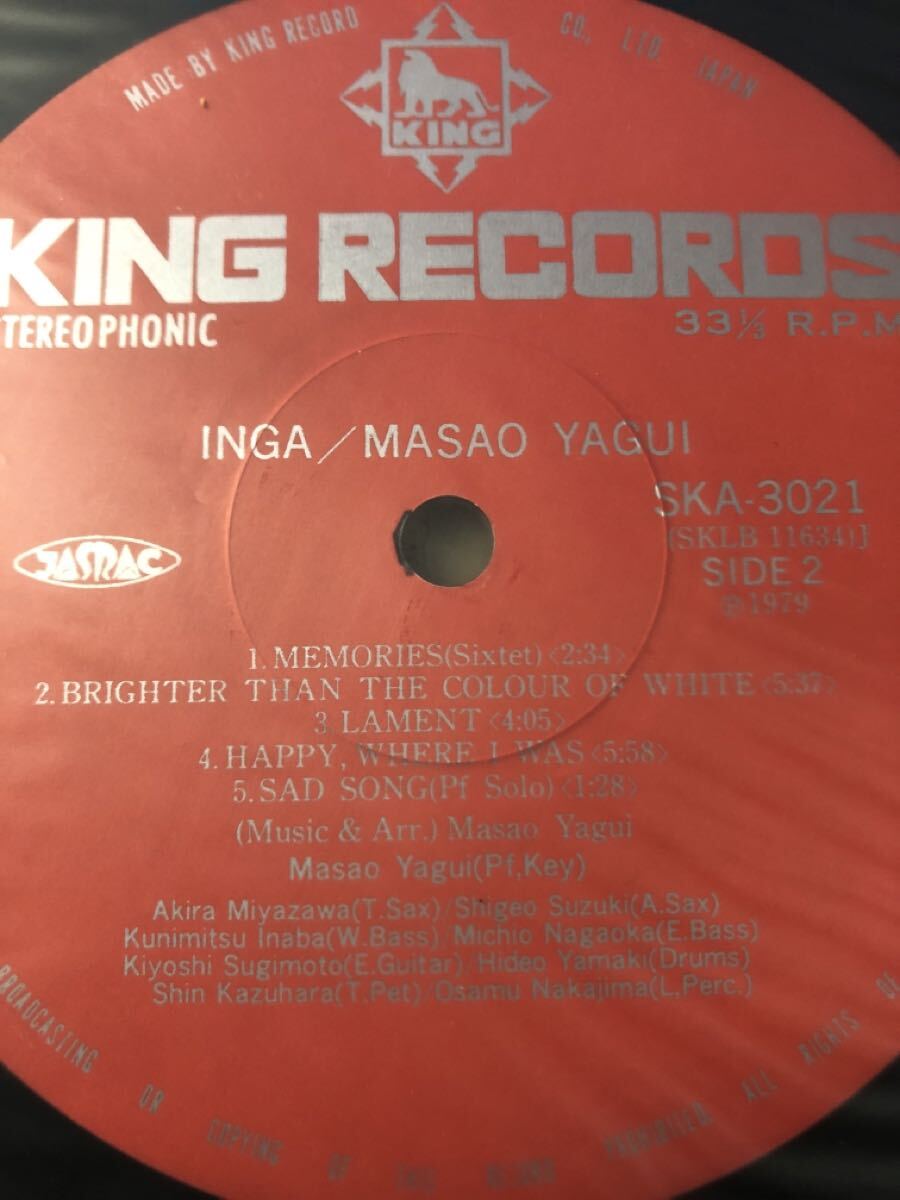 MADE BY KING RECORD CO., LTD. JAPAN
KING
KING RECORDS
STEREOPHONIC
33 1/3 R.P.M
INGA/MASAO YAGUI
SKA-3021
(SKLB 11634)]
SIDE 2
℗1979
JASRAC
1. MEMORIES(Sixtet)<2:34>
2. BRIGHTER THAN THE COLOUR OF WHITE<5:37>
3. LAMENT<4:05>
4. HAPPY, WHERE I WAS<5:58>
5. SAD SONG(Pf Solo)<1:28>
(Music & Arr.) Masao Yagui
Masao Yagui(Pf,Key)
Akira Miyazawa(T.Sax)/Shigeo Suzuki(A.Sax)
Kunimitsu Inaba(W.Bass)/Michio Nagaoka(E.Bass)
Kiyoshi Sugimoto(E.Guitar)/Hideo Yamaki(Drums)
Shin Kazuhara(T.Pet)/Osamu Nakajima(L.Perc.)
BROADCASTING OR COPYING OF THIS RECORD PROHIBITED ALL RIGHTS OF